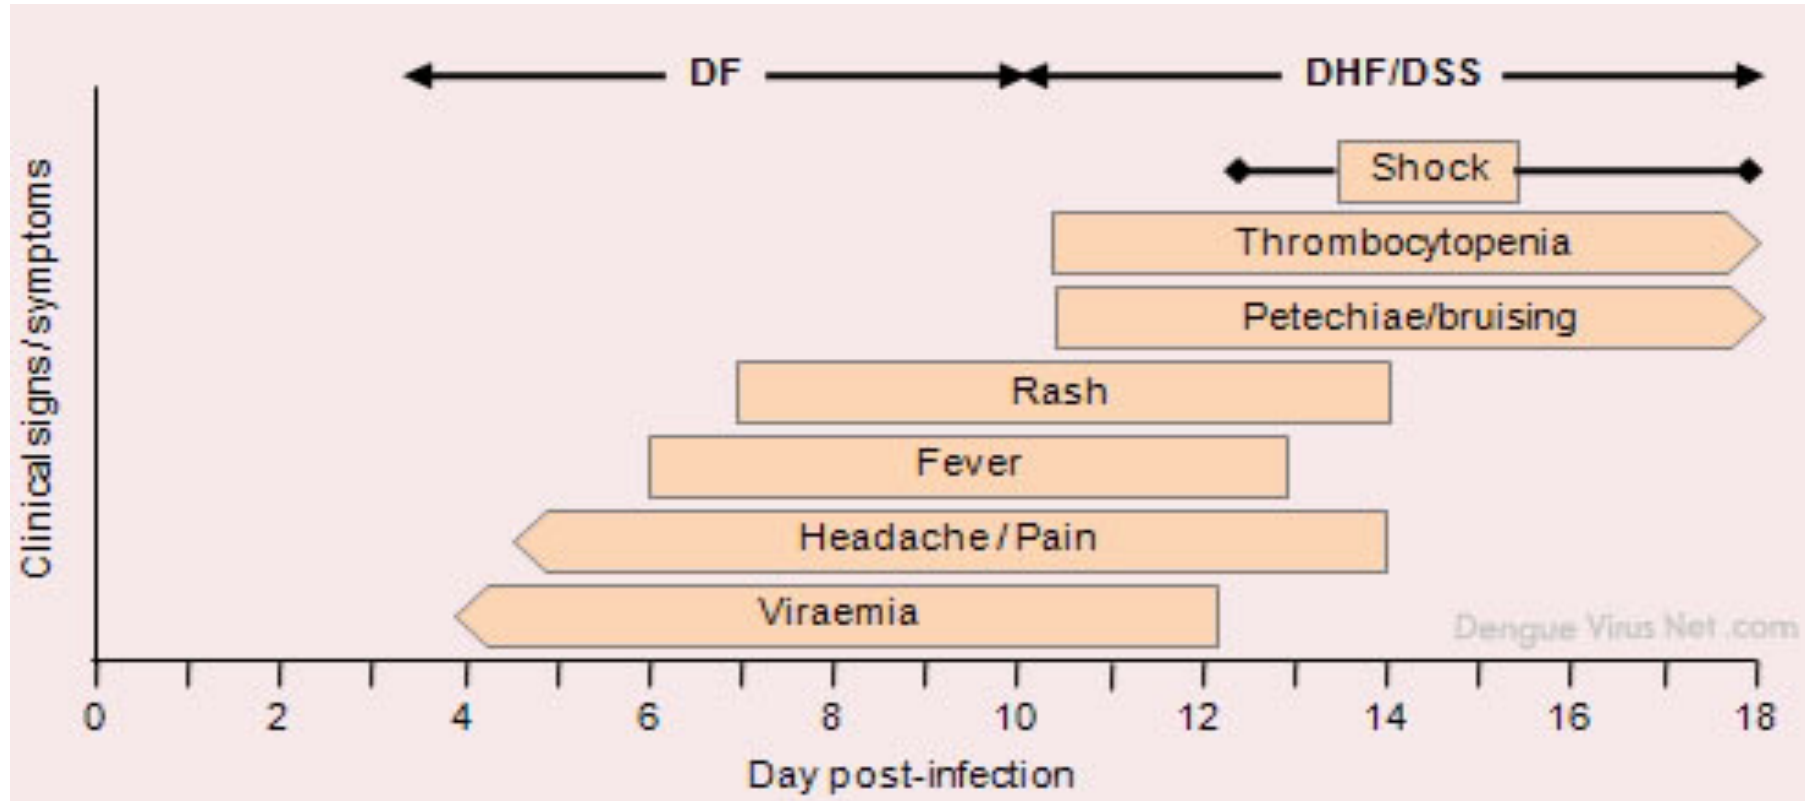 DF DHF/DSS
Shock
Thrombocytopenia
Petechiae/bruising
Rash
Fever
Headache/Pain
Viraemia
Clinical signs/symptoms
Dengue Virus Net .com
0 2 4 6 8 10 12 14 16 18
Day post-infection